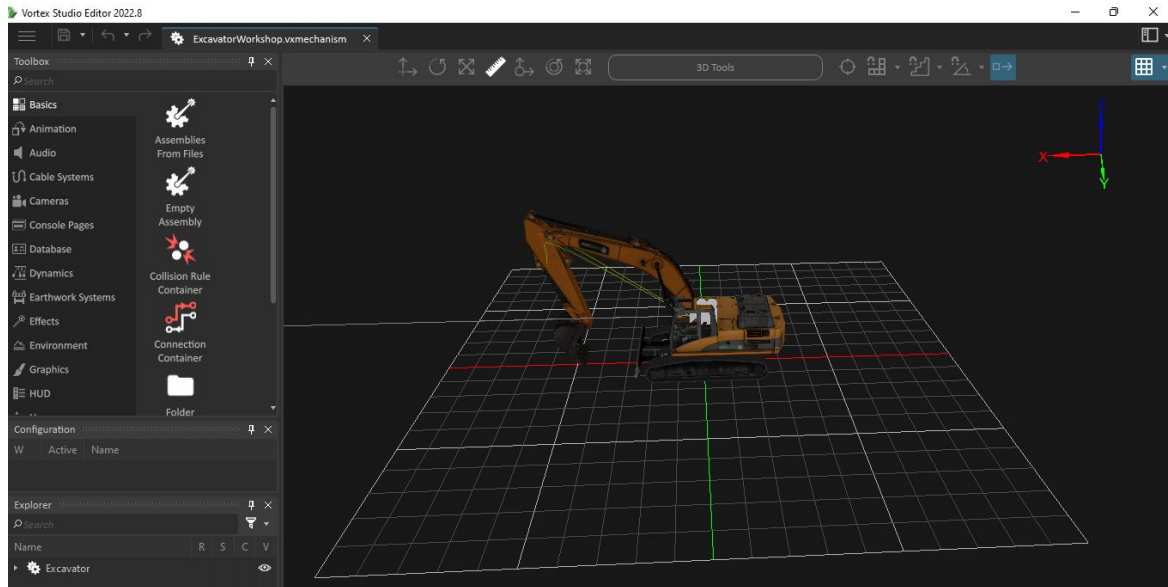 Vortex Studio Editor 2022.8
ExcavatorWorkshop.vxmechanism
Toolbox
Search
Basics
Animation
Audio
Cable Systems
Cameras
Console Pages
Database
Dynamics
Earthwork Systems
Effects
Environment
Graphics
HUD
Assemblies
From Files
Empty
Assembly
Collision Rule
Container
Connection
Container
Folder
Configuration
W Active Name
Explorer
Search
Name R S C V
Excavator
3D Tools
X
Y